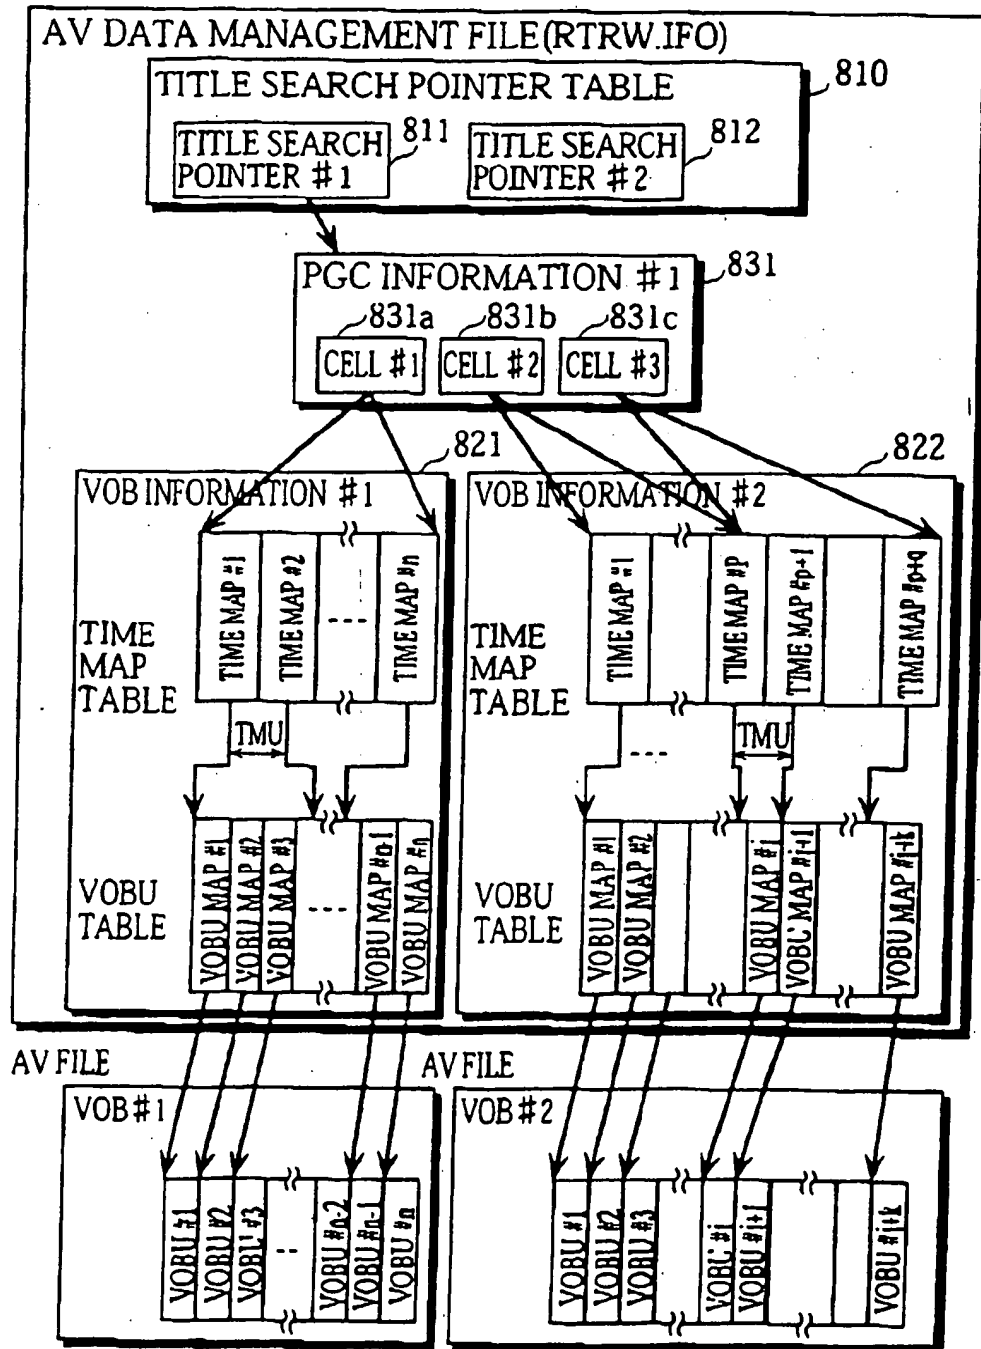 AV DATA MANAGEMENT FILE(RTRW.IFO)
TITLE SEARCH POINTER TABLE
810
TITLE SEARCH
POINTER #1
811
TITLE SEARCH
POINTER #2
812
PGC INFORMATION #1
831
831a
831b
831c
CELL #1
CELL #2
CELL #3
821
VOB INFORMATION #1
TIME
MAP
TABLE
TIME MAP #1
TIME MAP #2
TIME MAP #n
TMU
VOBU
TABLE
VOBU MAP #1
VOBU MAP #2
VOBU MAP #3
VOBU MAP #n-1
VOBU MAP #n
822
VOB INFORMATION #2
TIME
MAP
TABLE
TIME MAP #1
TIME MAP #P
TIME MAP #p+1
TIME MAP #p+q
TMU
VOBU
TABLE
VOBU MAP #1
VOBU MAP #2
VOBU MAP #i
VOBU MAP #i+1
VOBU MAP #i+k
AV FILE
VOB #1
VOBU #1
VOBU #2
VOBU #3
VOBU #n-2
VOBU #n-1
VOBU #n
AV FILE
VOB #2
VOBU #1
VOBU #2
VOBU #3
VOBU #i
VOBU #i+1
VOBU #i+k